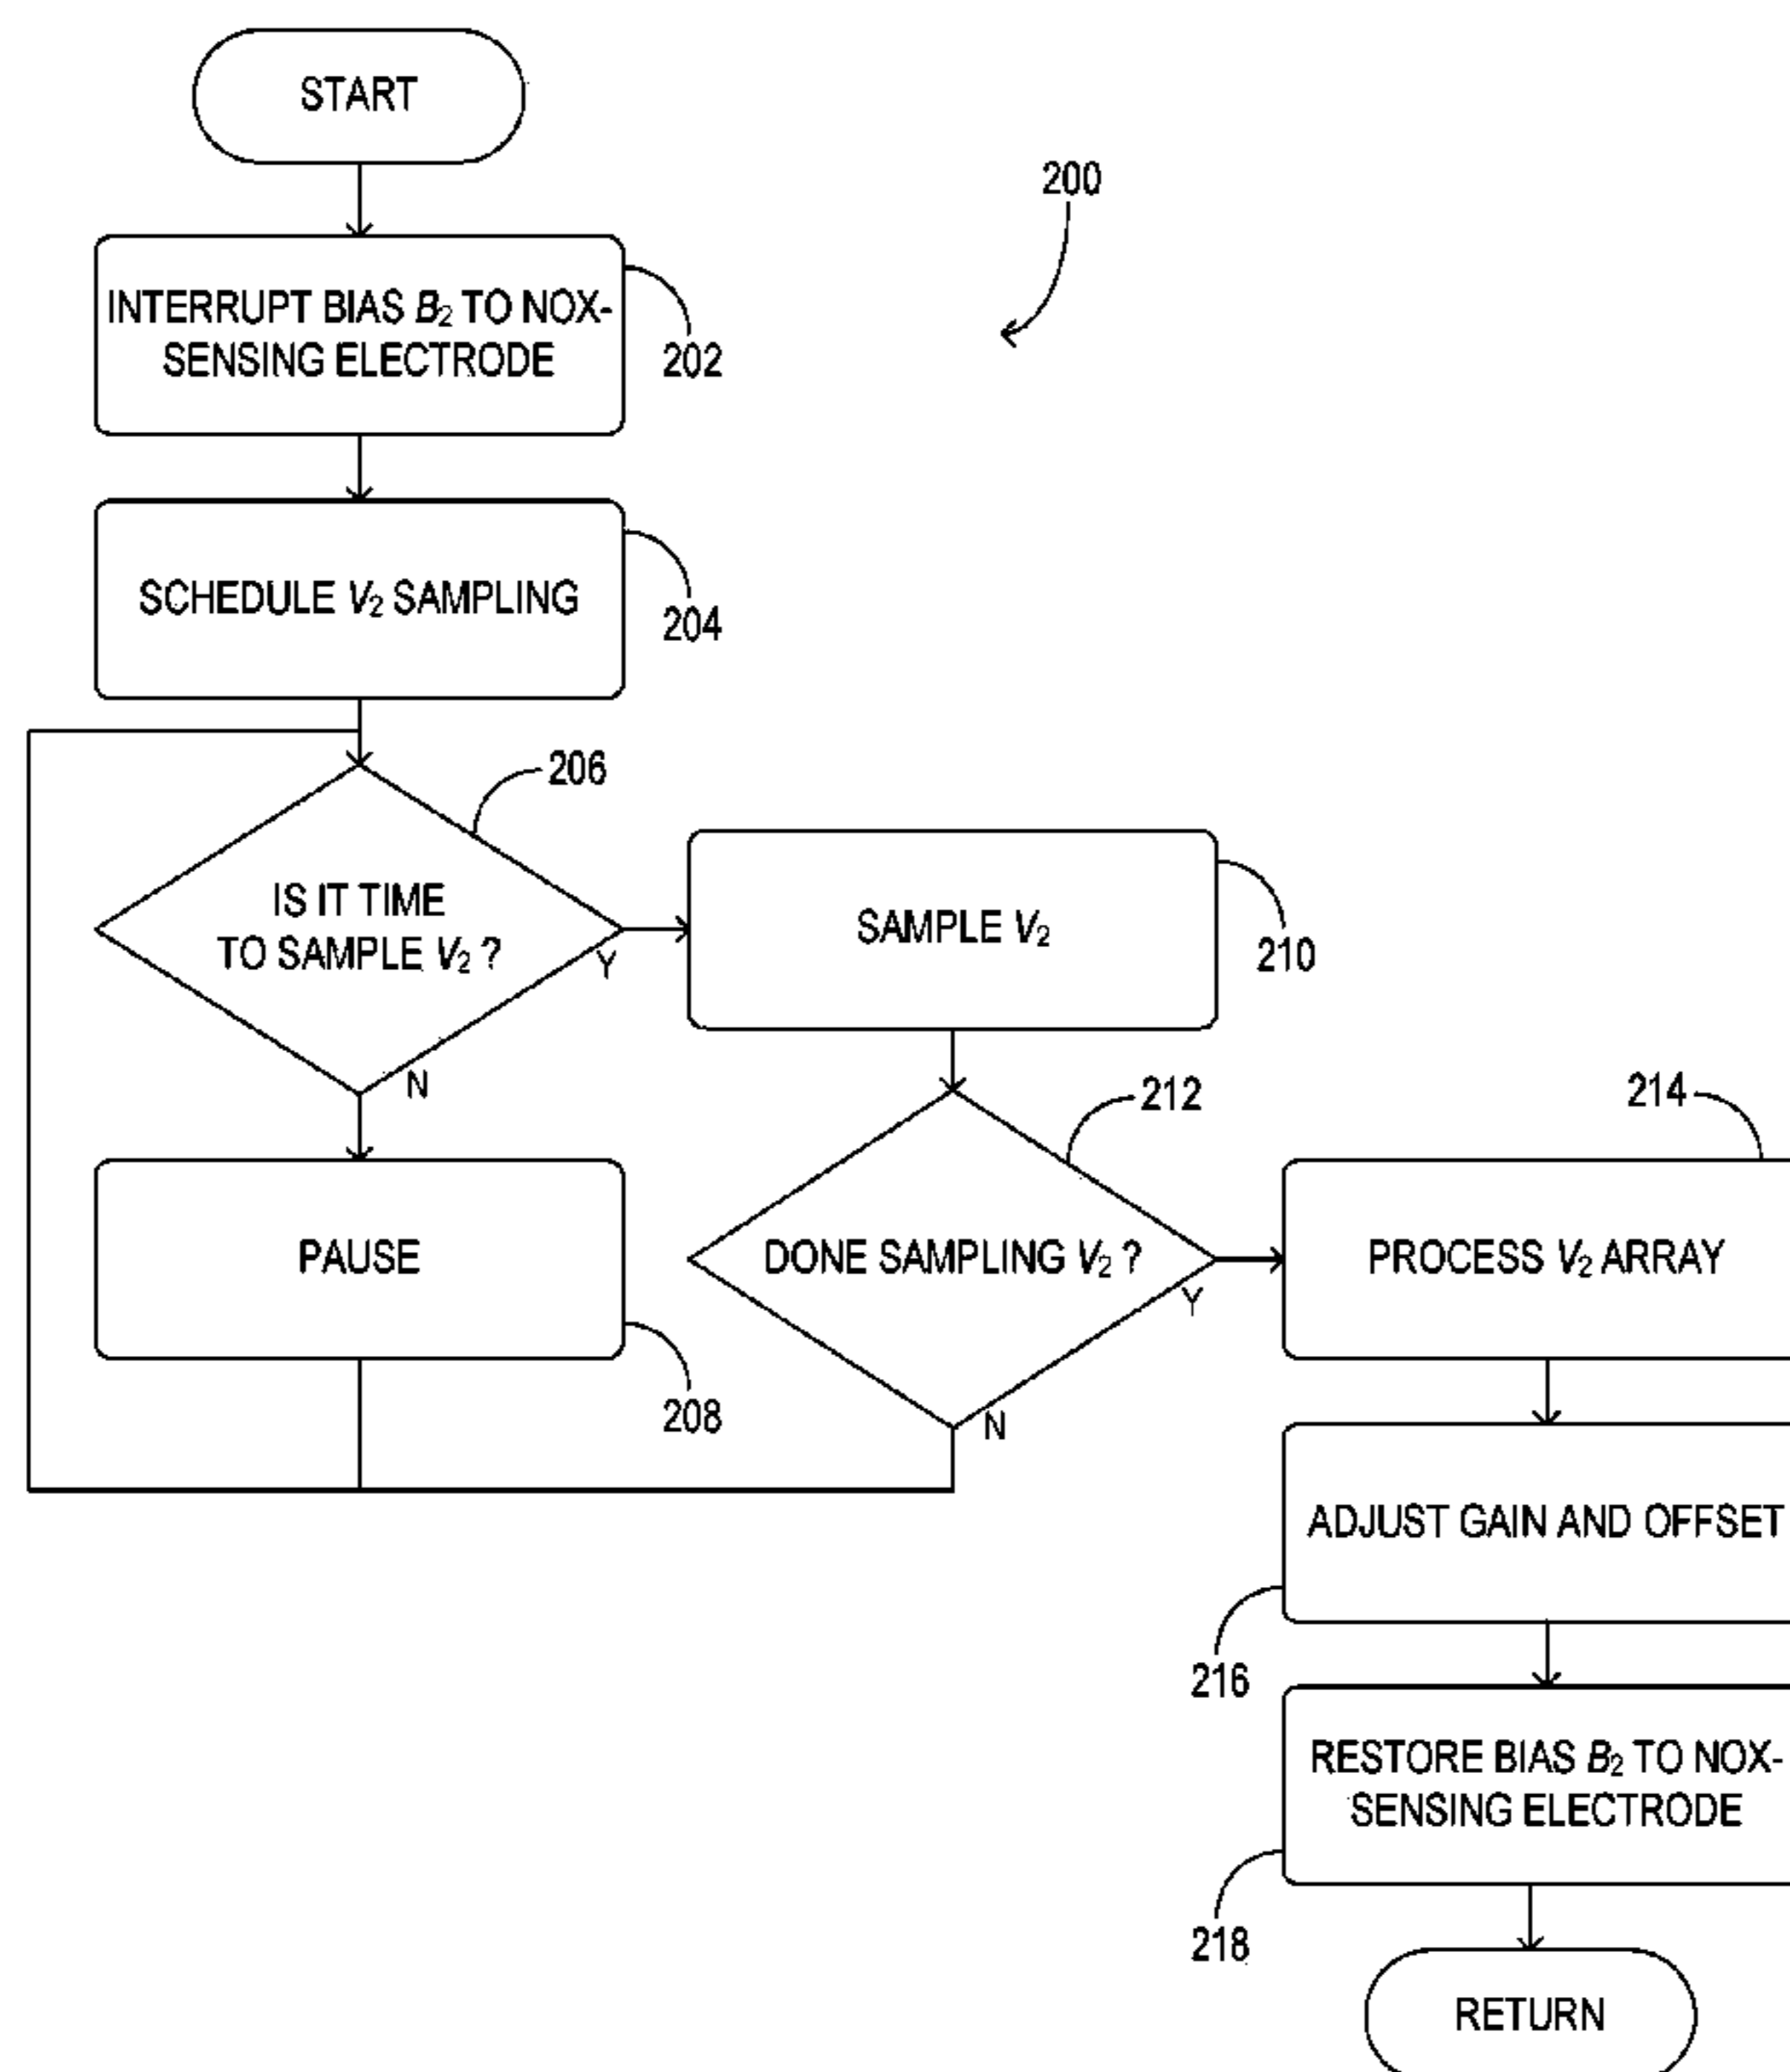 START
200
INTERRUPT BIAS B₂ TO NOX-
SENSING ELECTRODE
202
SCHEDULE V₂ SAMPLING
204
206
IS IT TIME
TO SAMPLE V₂ ?
Y
N
SAMPLE V₂
210
PAUSE
208
212
DONE SAMPLING V₂ ?
Y
N
214
PROCESS V₂ ARRAY
ADJUST GAIN AND OFFSET
216
RESTORE BIAS B₂ TO NOX-
SENSING ELECTRODE
218
RETURN